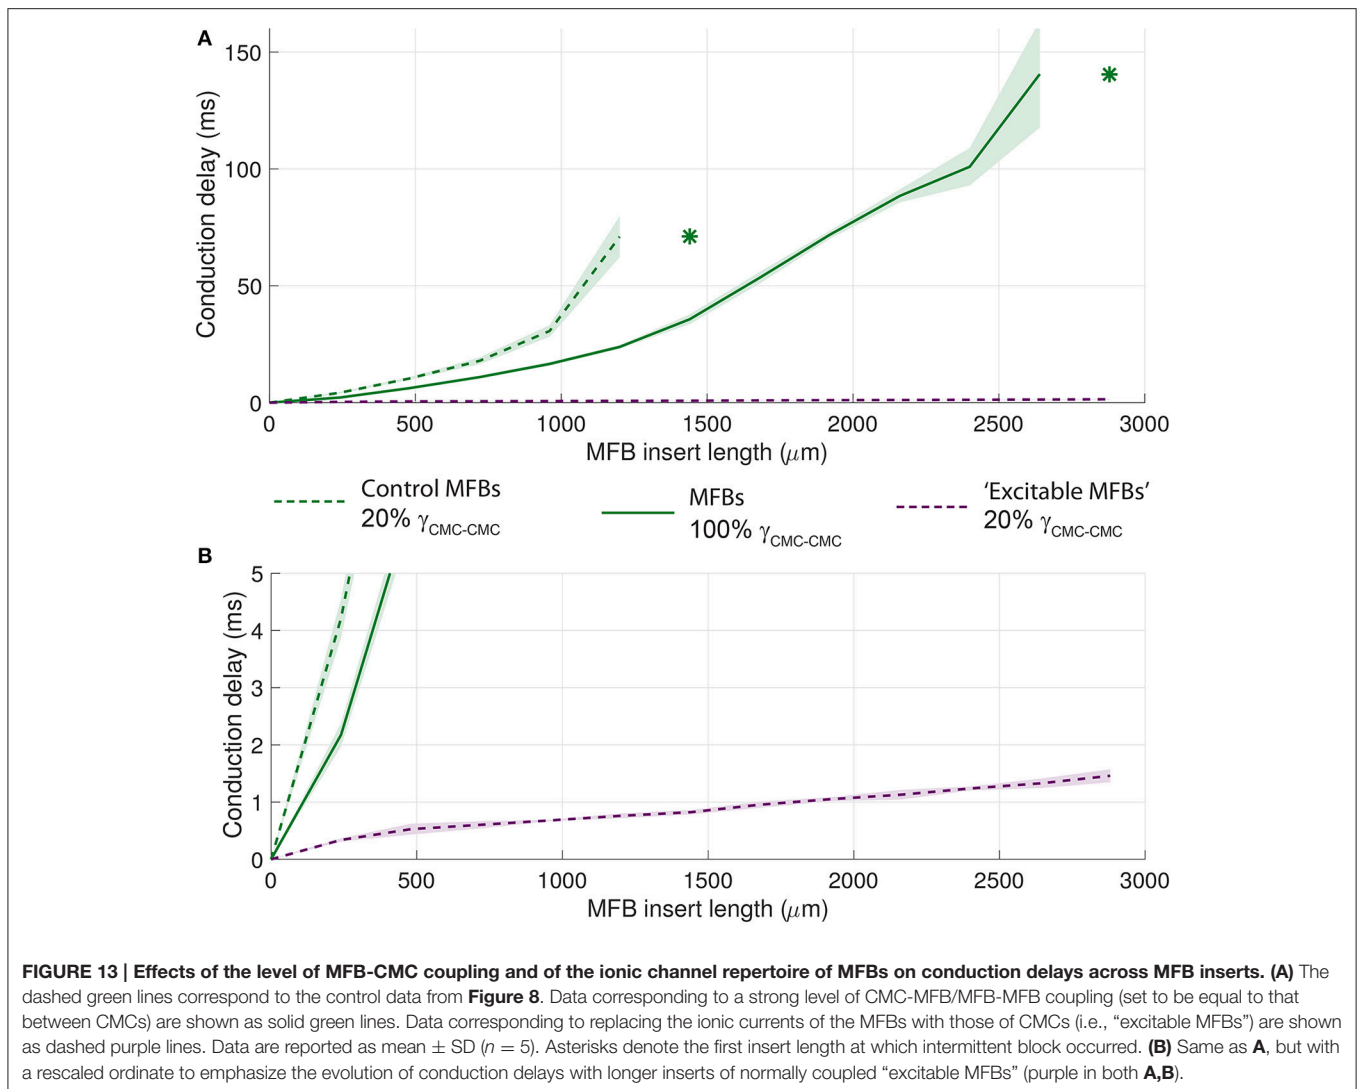 A
150
100
50
0
Conduction delay (ms)
0 500 1000 1500 2000 2500 3000
MFB insert length (μm)
Control MFBs
20% γCMC-CMC
MFBs
100% γCMC-CMC
‘Excitable MFBs’
20% γCMC-CMC
B
5
4
3
2
1
0
Conduction delay (ms)
0 500 1000 1500 2000 2500 3000
MFB insert length (μm)
FIGURE 13 | Effects of the level of MFB-CMC coupling and of the ionic channel repertoire of MFBs on conduction delays across MFB inserts. (A) The
dashed green lines correspond to the control data from Figure 8. Data corresponding to a strong level of CMC-MFB/MFB-MFB coupling (set to be equal to that
between CMCs) are shown as solid green lines. Data corresponding to replacing the ionic currents of the MFBs with those of CMCs (i.e., “excitable MFBs”) are shown
as dashed purple lines. Data are reported as mean ± SD (n = 5). Asterisks denote the first insert length at which intermittent block occurred. (B) Same as A, but with
a rescaled ordinate to emphasize the evolution of conduction delays with longer inserts of normally coupled “excitable MFBs” (purple in both A,B).